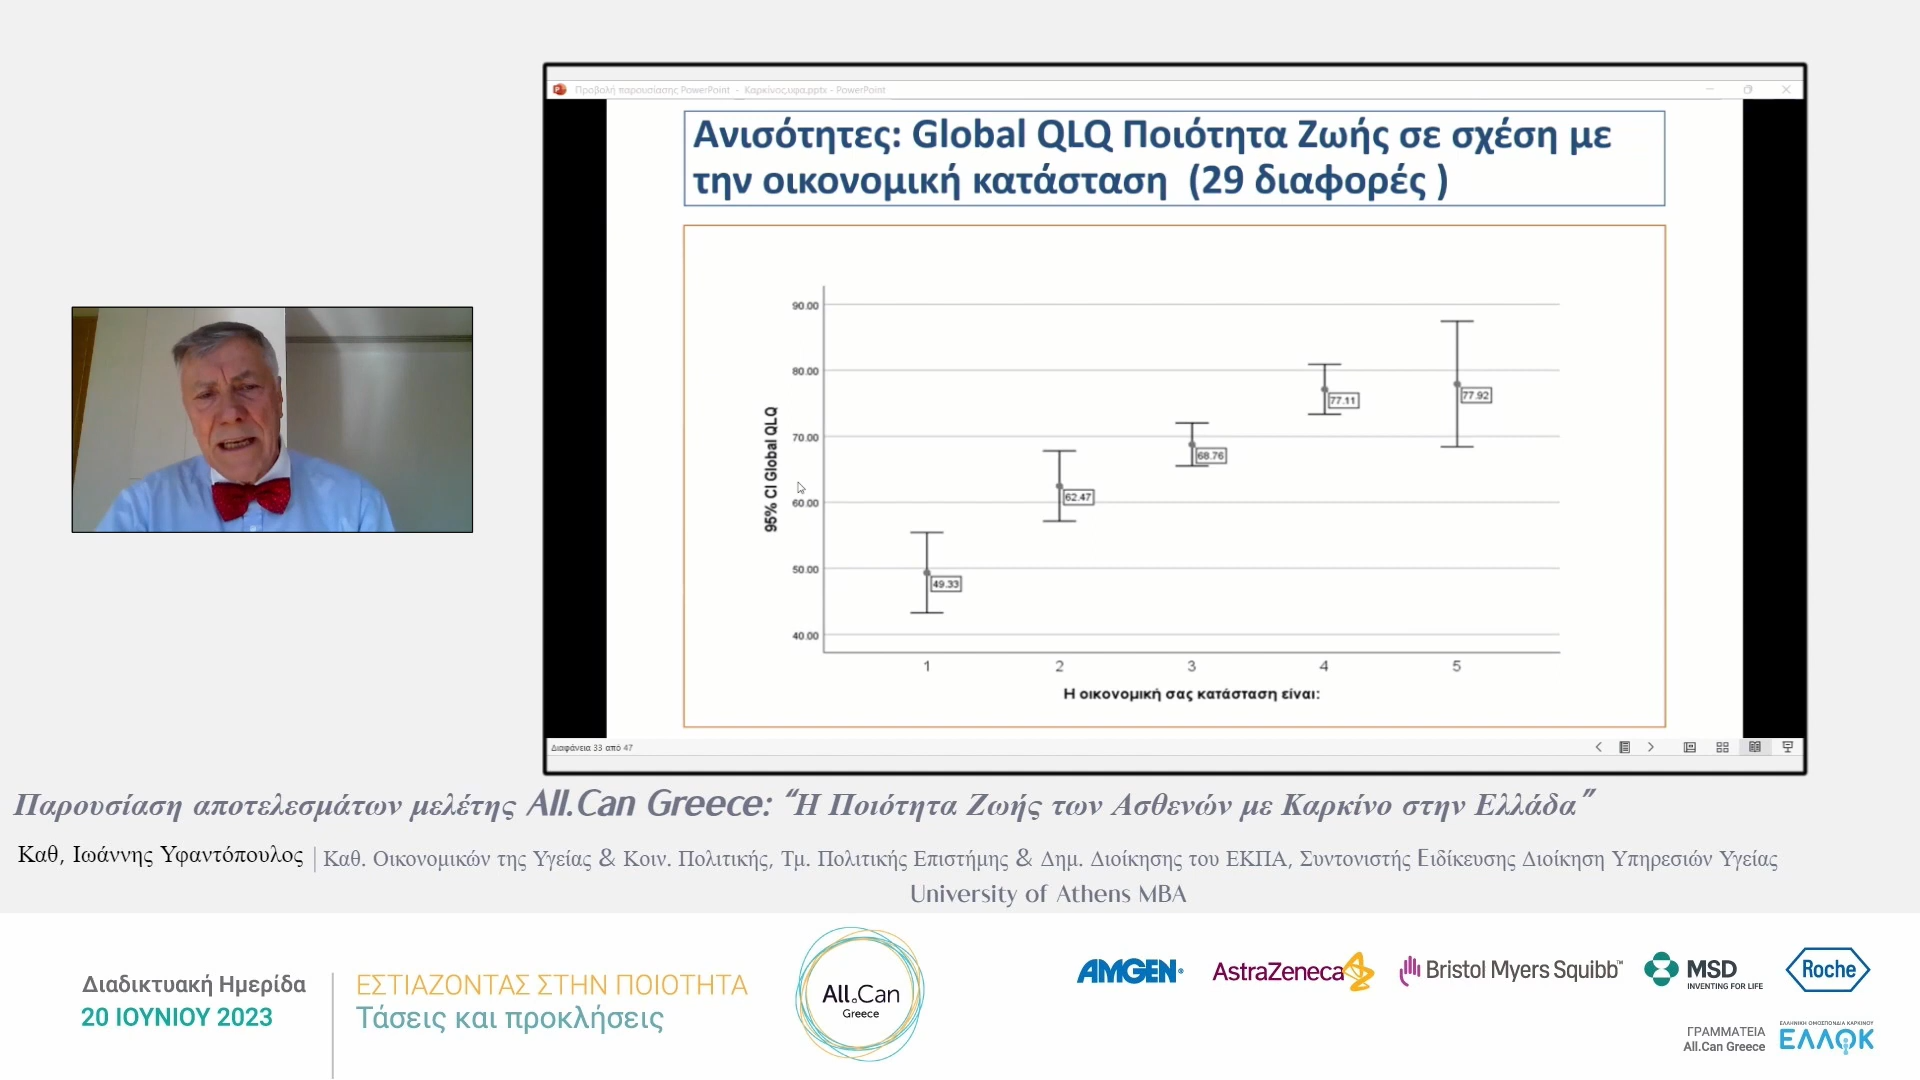 Προβολή παρουσίασης PowerPoint - Καρκίνος.υφα.pptx - PowerPoint
Ανισότητες: Global QLQ Ποιότητα Ζωής σε σχέση με
την οικονομική κατάσταση (29 διαφορές )
95% CI Global QLQ
90.00
80.00
70.00
60.00
50.00
40.00
49.33
62.47
68.76
77.11
77.92
1 2 3 4 5
Η οικονομική σας κατάσταση είναι:
Διαφάνεια 33 από 47
Παρουσίαση αποτελεσμάτων μελέτης All.Can Greece: “Η Ποιότητα Ζωής των Ασθενών με Καρκίνο στην Ελλάδα”
Καθ, Ιωάννης Υφαντόπουλος | Καθ. Οικονομικών της Υγείας & Κοιν. Πολιτικής, Τμ. Πολιτικής Επιστήμης & Δημ. Διοίκησης του ΕΚΠΑ, Συντονιστής Ειδίκευσης Διοίκηση Υπηρεσιών Υγείας
University of Athens MBA
Διαδικτυακή Ημερίδα
20 ΙΟΥΝΙΟΥ 2023
ΕΣΤΙΑΖΟΝΤΑΣ ΣΤΗΝ ΠΟΙΟΤΗΤΑ
Τάσεις και προκλήσεις
All.Can
Greece
AMGEN®
AstraZeneca
Bristol Myers Squibb™
MSD
INVENTING FOR LIFE
Roche
ΓΡΑΜΜΑΤΕΙΑ
All.Can Greece
ΕΛΛΗΝΙΚΗ ΟΜΟΣΠΟΝΔΙΑ ΚΑΡΚΙΝΟΥ
ΕΛΛΟΚ